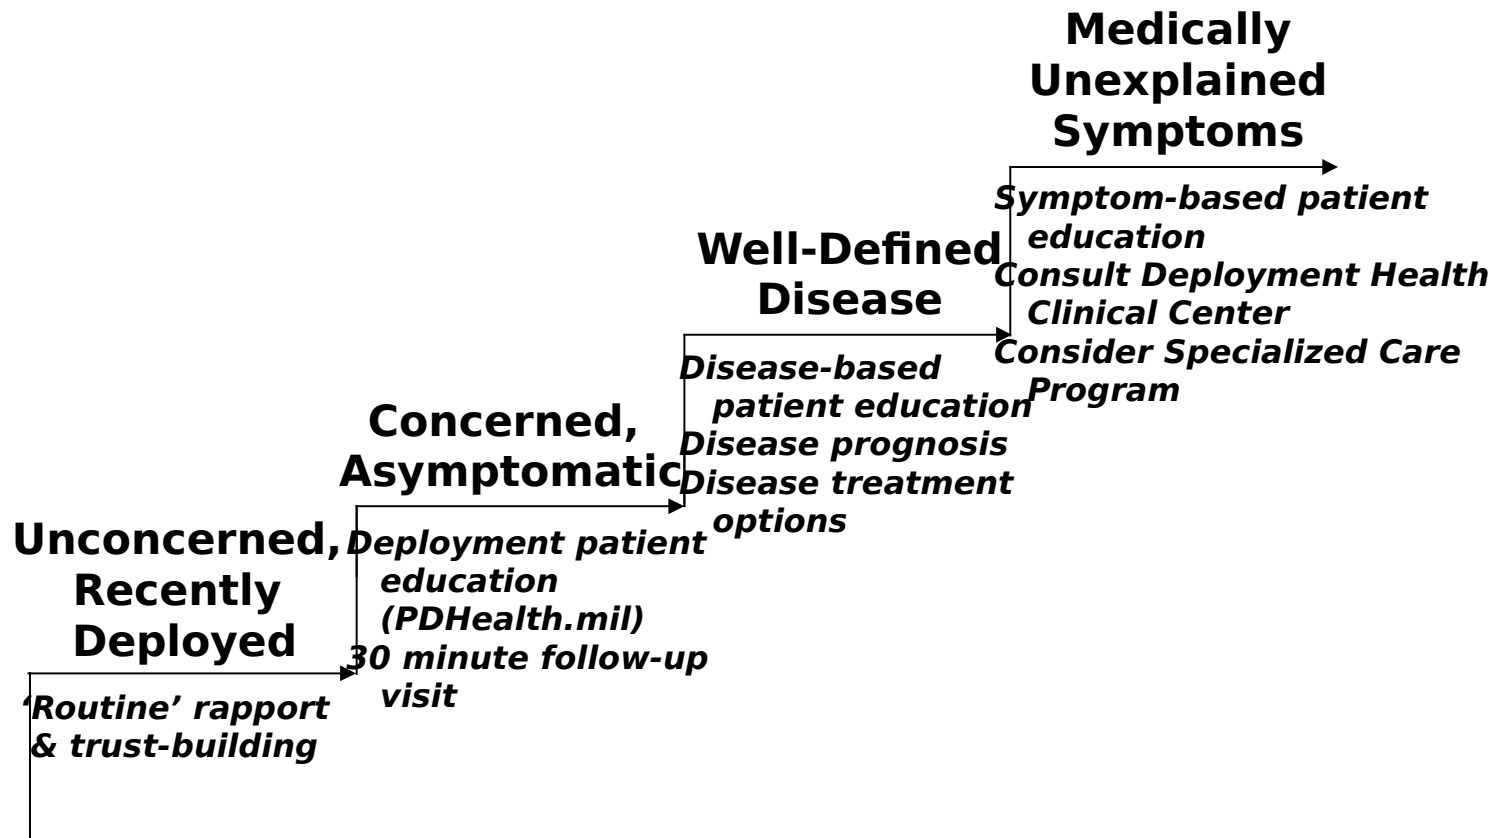 Medically
Unexplained
Symptoms
Symptom-based patient
education
Consult Deployment Health
Clinical Center
Consider Specialized Care
Program
Well-Defined
Disease
Disease-based
patient education
Disease prognosis
Disease treatment
options
Concerned,
Asymptomatic
Deployment patient
education
(PDHealth.mil)
30 minute follow-up
visit
Unconcerned,
Recently
Deployed
‘Routine’ rapport
& trust-building